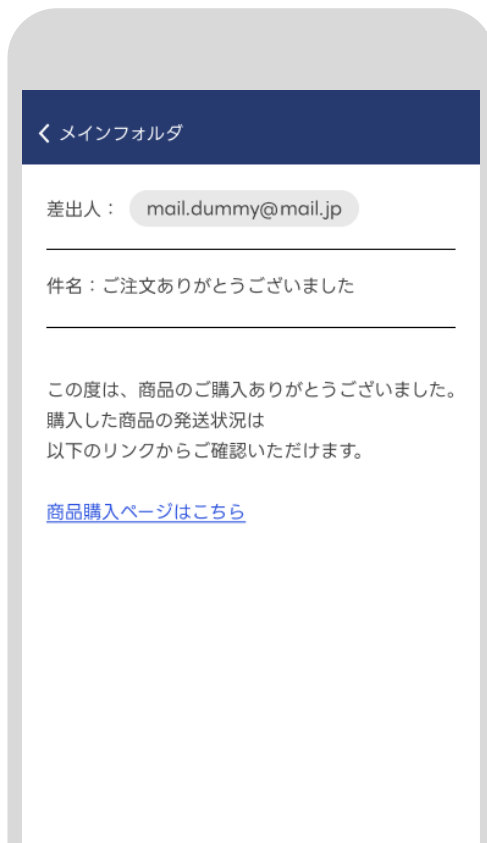 メインフォルダ
差出人： mail.dummy@mail.jp
件名：ご注文ありがとうございました
この度は、商品のご購入ありがとうございました。
購入した商品の発送状況は
以下のリンクからご確認いただけます。
商品購入ページはこちら